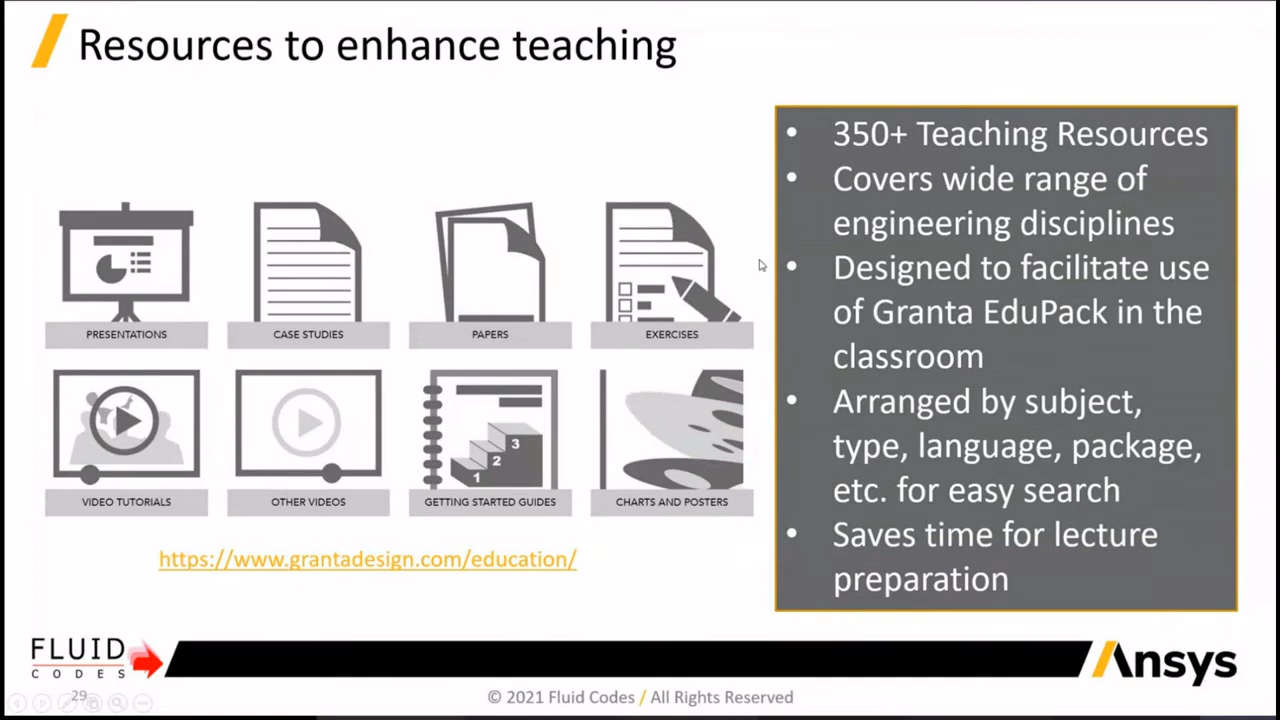 Resources to enhance teaching
PRESENTATIONS
CASE STUDIES
PAPERS
EXERCISES
VIDEO TUTORIALS
OTHER VIDEOS
1
2
3
GETTING STARTED GUIDES
CHARTS AND POSTERS
https://www.grantadesign.com/education/
• 350+ Teaching Resources
• Covers wide range of
engineering disciplines
• Designed to facilitate use
of Granta EduPack in the
classroom
• Arranged by subject,
type, language, package,
etc. for easy search
• Saves time for lecture
preparation
FLUID
CODES
Ansys
29
© 2021 Fluid Codes / All Rights Reserved